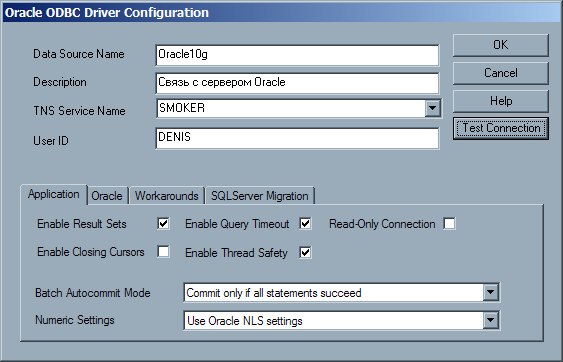 Oracle ODBC Driver Configuration
Data Source Name Oracle10g OK
Description Связь с сервером Oracle Cancel
TNS Service Name SMOKER Help
User ID DENIS Test Connection
Application Oracle Workarounds SQLServer Migration
Enable Result Sets Enable Query Timeout Read-Only Connection
Enable Closing Cursors Enable Thread Safety
Batch Autocommit Mode Commit only if all statements succeed
Numeric Settings Use Oracle NLS settings